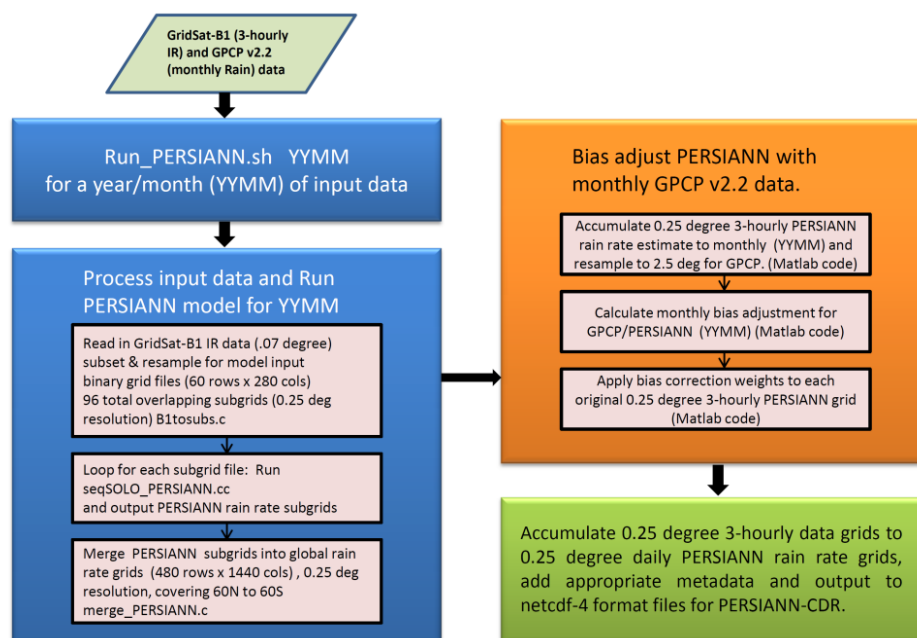 GridSat-B1 (3-hourly
IR) and GPCP v2.2
(monthly Rain) data
Run_PERSIANN.sh YYMM
for a year/month (YYMM) of input data
Process input data and Run
PERSIANN model for YYMM
Read in GridSat-B1 IR data (.07 degree)
subset & resample for model input
binary grid files (60 rows x 280 cols)
96 total overlapping subgrids (0.25 deg
resolution) B1tosubs.c
Loop for each subgrid file: Run
seqSOLO_PERSIANN.cc
and output PERSIANN rain rate subgrids
Merge PERSIANN subgrids into global rain
rate grids (480 rows x 1440 cols) , 0.25 deg
resolution, covering 60N to 60S
merge_PERSIANN.c
Bias adjust PERSIANN with
monthly GPCP v2.2 data.
Accumulate 0.25 degree 3-hourly PERSIANN
rain rate estimate to monthly (YYMM) and
resample to 2.5 deg for GPCP. (Matlab code)
Calculate monthly bias adjustment for
GPCP/PERSIANN (YYMM) (Matlab code)
Apply bias correction weights to each
original 0.25 degree 3-hourly PERSIANN grid
(Matlab code)
Accumulate 0.25 degree 3-hourly data grids to
0.25 degree daily PERSIANN rain rate grids,
add appropriate metadata and output to
netcdf-4 format files for PERSIANN-CDR.